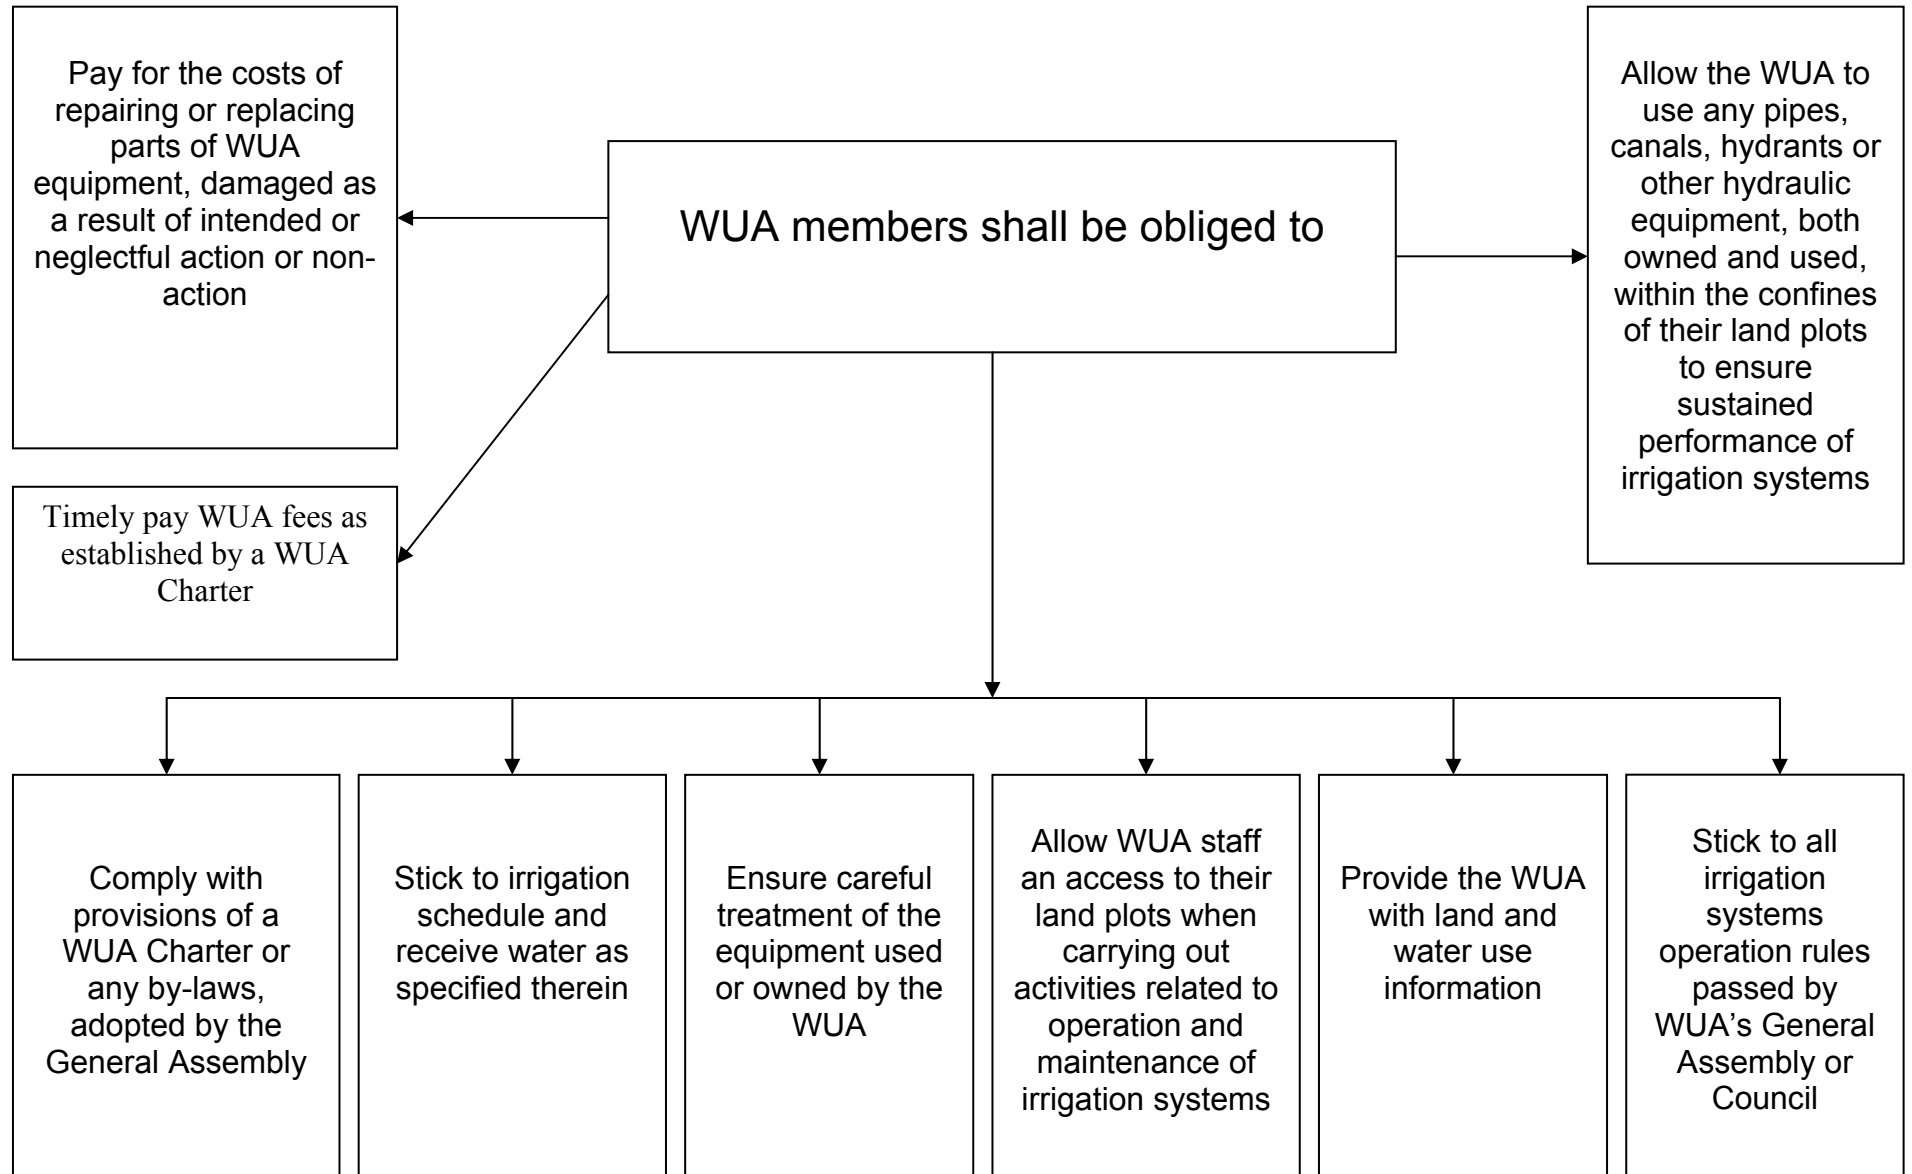 Pay for the costs of
repairing or replacing
parts of WUA
equipment, damaged as
a result of intended or
neglectful action or non-
action
WUA members shall be obliged to
Allow the WUA to
use any pipes,
canals, hydrants or
other hydraulic
equipment, both
owned and used,
within the confines
of their land plots
to ensure
sustained
performance of
irrigation systems
Timely pay WUA fees as
established by a WUA
Charter
Comply with
provisions of a
WUA Charter or
any by-laws,
adopted by the
General Assembly
Stick to irrigation
schedule and
receive water as
specified therein
Ensure careful
treatment of the
equipment used
or owned by the
WUA
Allow WUA staff
an access to their
land plots when
carrying out
activities related to
operation and
maintenance of
irrigation systems
Provide the WUA
with land and
water use
information
Stick to all
irrigation
systems
operation rules
passed by
WUA’s General
Assembly or
Council